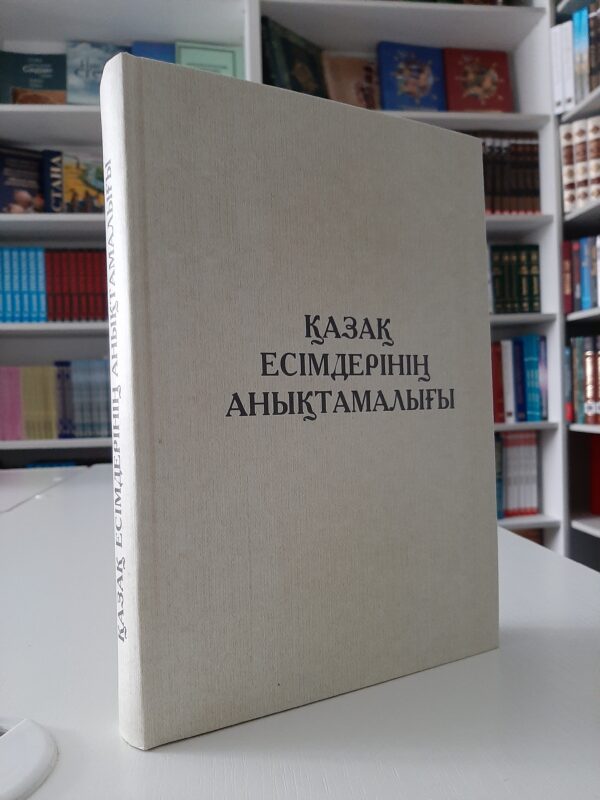 ҚАЗАҚ
ЕСІМДЕРІНІҢ
АНЫҚТАМАЛЫҒЫ
ҚАЗАҚ ЕСІМДЕРІНІҢ АНЫҚТАМАЛЫҒЫ